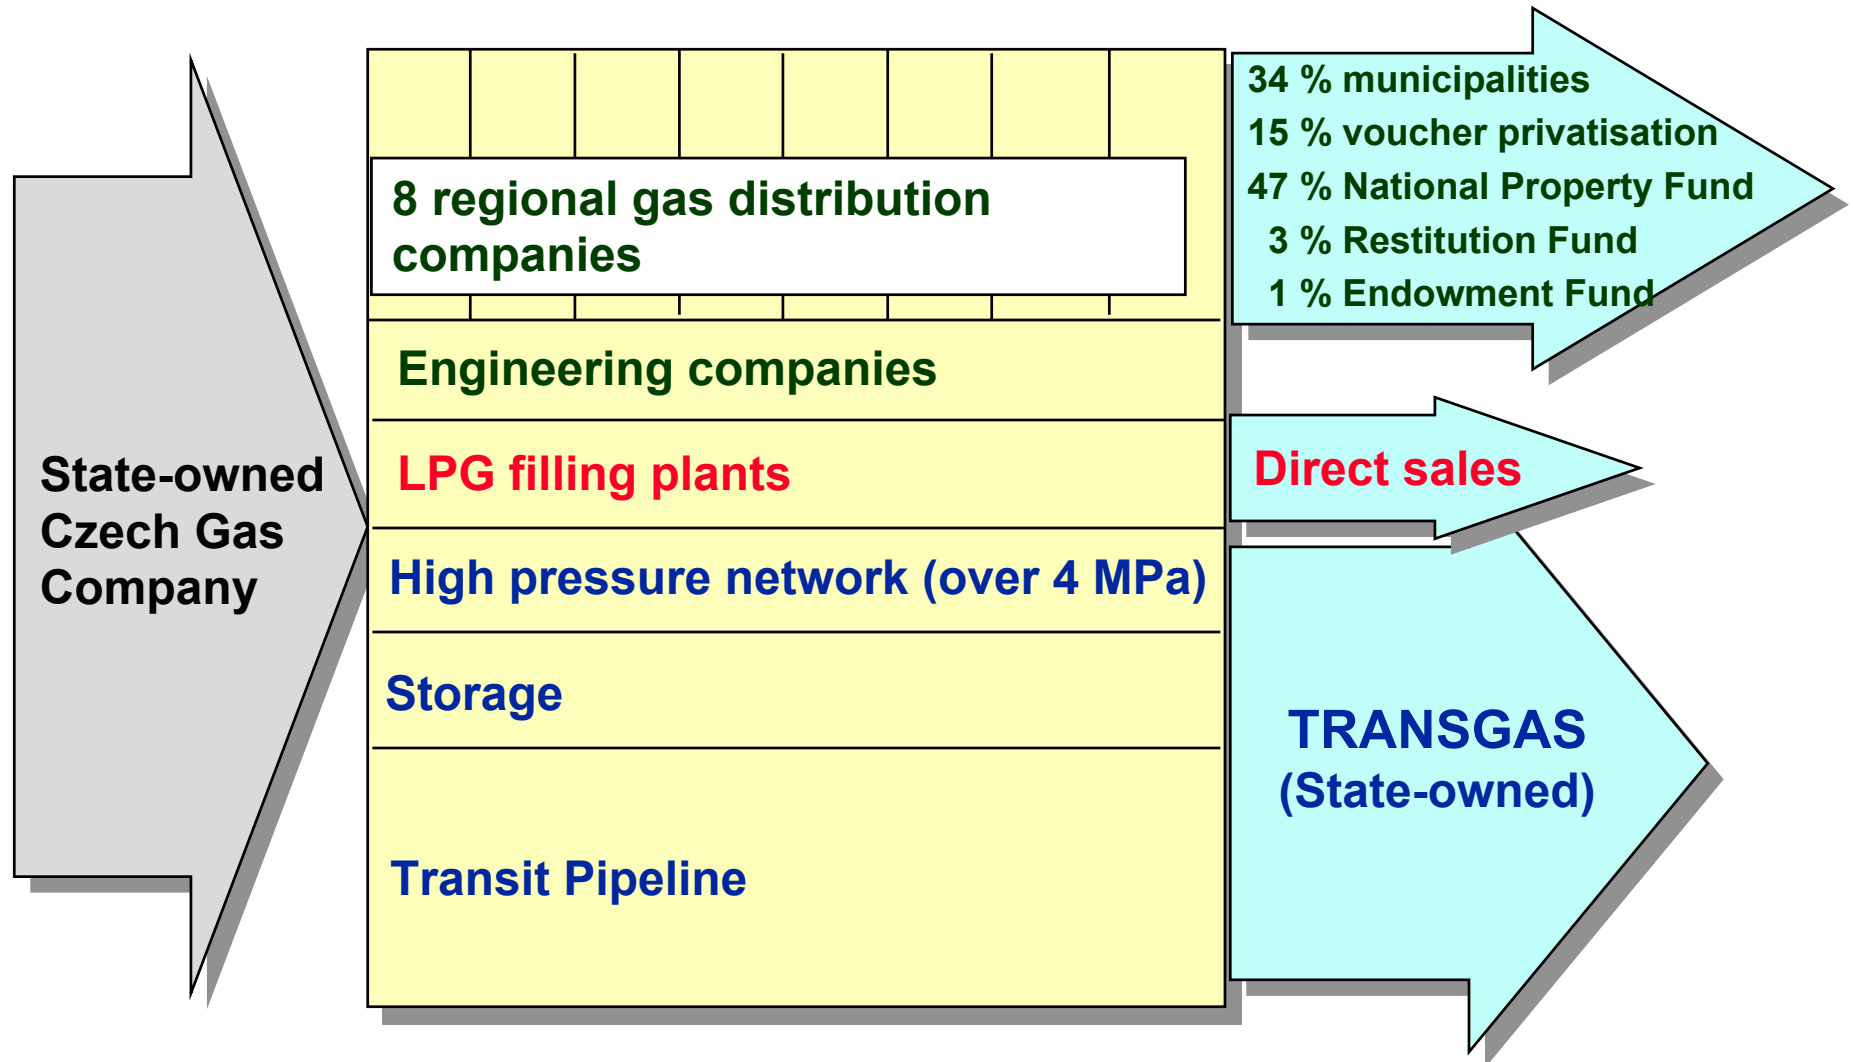 State-owned
Czech Gas
Company
8 regional gas distribution
companies
Engineering companies
LPG filling plants
High pressure network (over 4 MPa)
Storage
Transit Pipeline
34 % municipalities
15 % voucher privatisation
47 % National Property Fund
3 % Restitution Fund
1 % Endowment Fund
Direct sales
TRANSGAS
(State-owned)